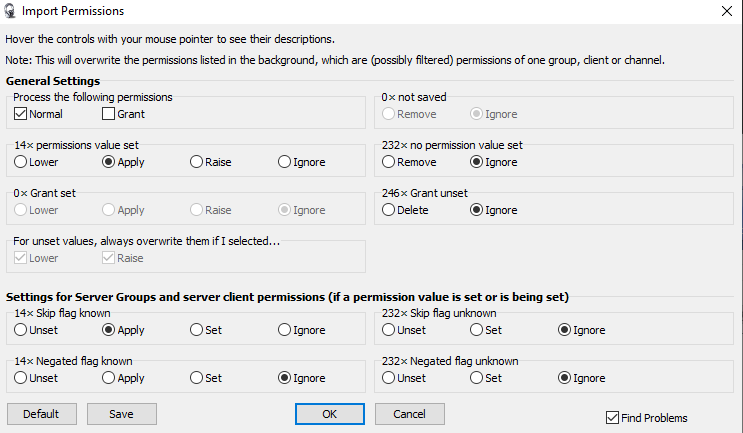 Import Permissions
Hover the controls with your mouse pointer to see their descriptions.
Note: This will overwrite the permissions listed in the background, which are (possibly filtered) permissions of one group, client or channel.
General Settings
Process the following permissions
Normal Grant
0× not saved
Remove Ignore
14× permissions value set
Lower Apply Raise Ignore
232× no permission value set
Remove Ignore
0× Grant set
Lower Apply Raise Ignore
246× Grant unset
Delete Ignore
For unset values, always overwrite them if I selected...
Lower Raise
Settings for Server Groups and server client permissions (if a permission value is set or is being set)
14× Skip flag known
Unset Apply Set Ignore
232× Skip flag unknown
Unset Set Ignore
14× Negated flag known
Unset Apply Set Ignore
232× Negated flag unknown
Unset Set Ignore
Default Save OK Cancel Find Problems